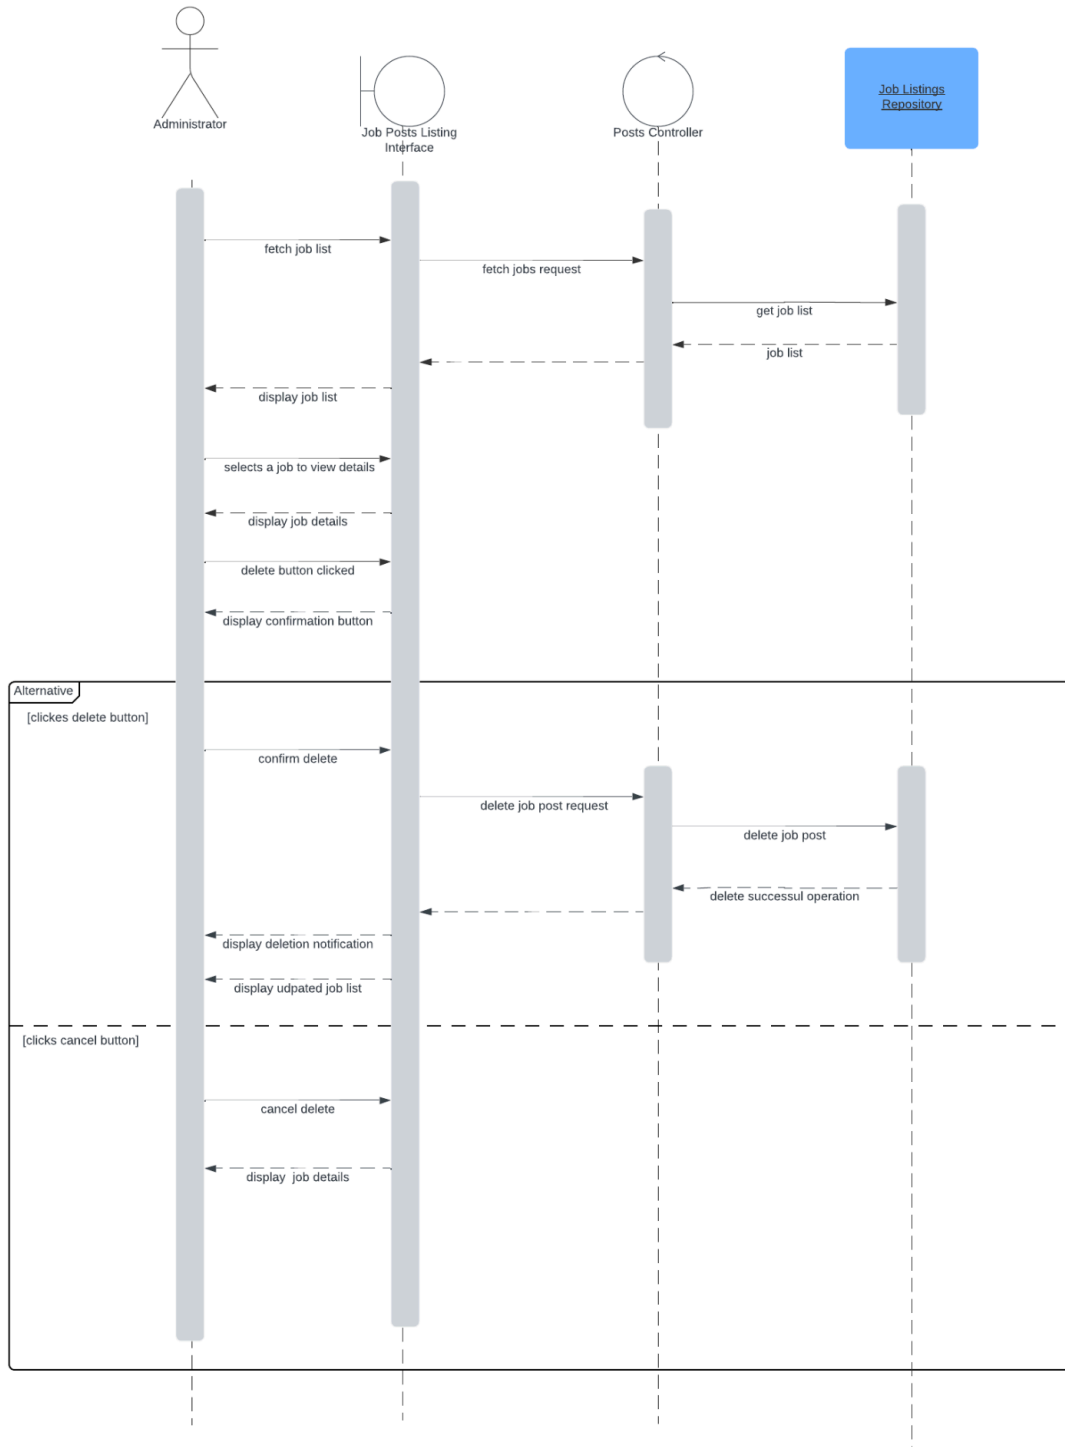 Administrator
Job Posts Listing
Interface
Posts Controller
Job Listings
Repository
fetch job list
fetch jobs request
get job list
job list
display job list
selects a job to view details
display job details
delete button clicked
display confirmation button
Alternative
[clickes delete button]
confirm delete
delete job post request
delete job post
delete successul operation
display deletion notification
display udpated job list
[clicks cancel button]
cancel delete
display job details